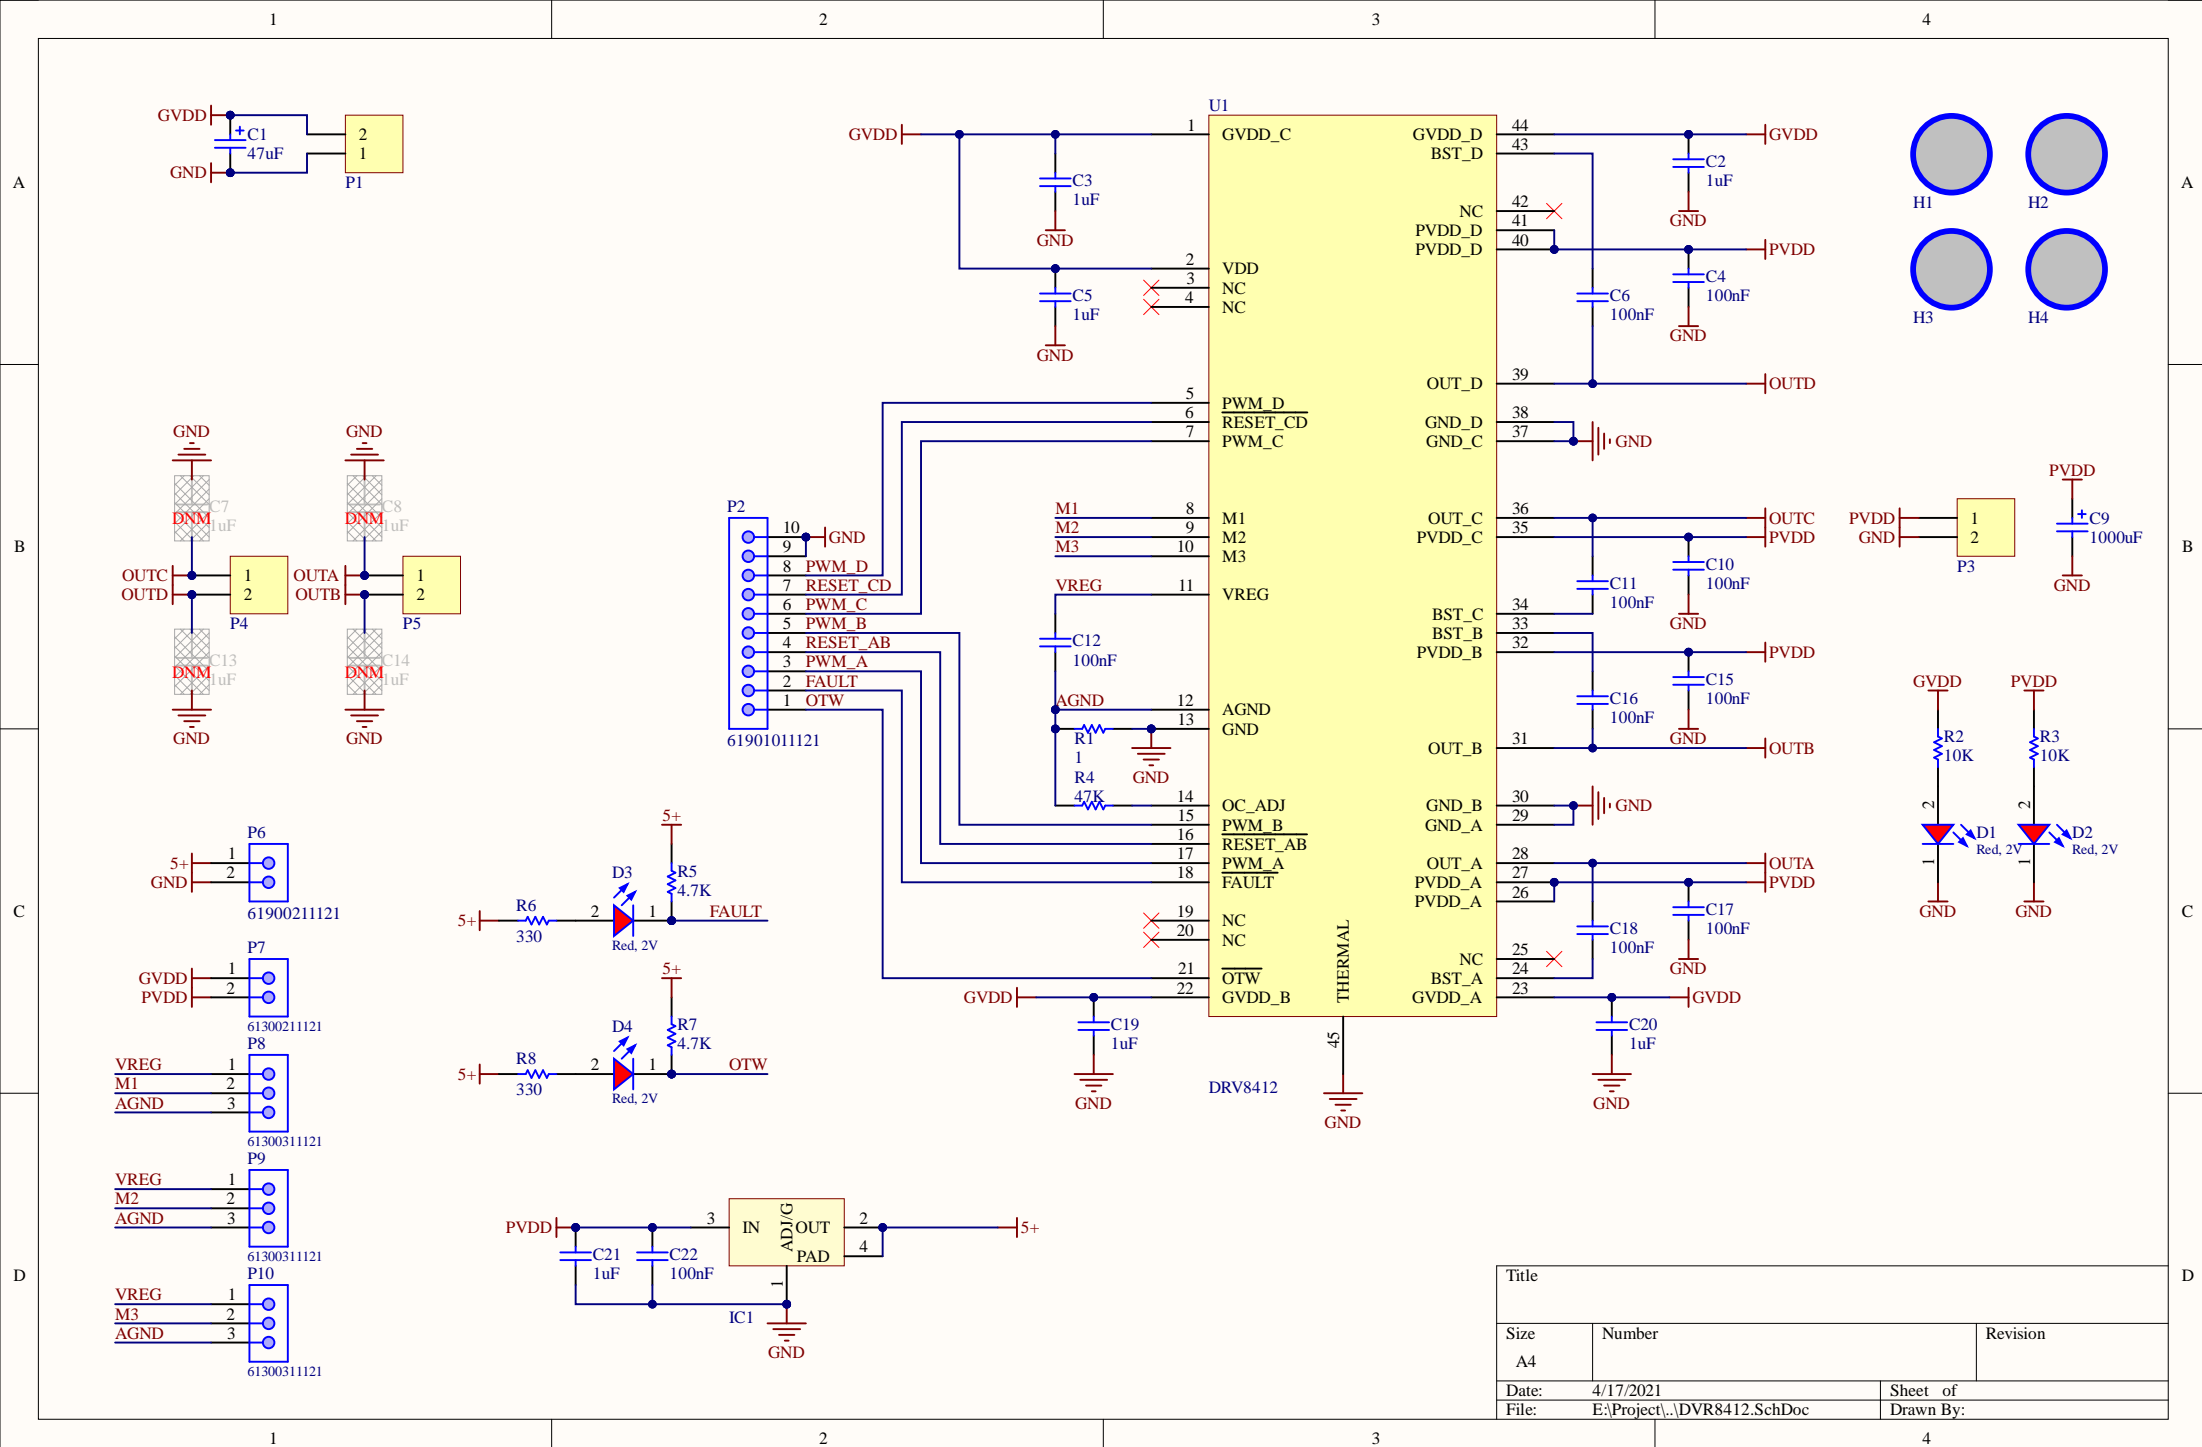 1 2 3 4
A A
B B
C C
D D
1 2 3 4
GVDD
C1
47uF
GND
2
1
P1
GND
C7
DNM
1uF
GND
C8
DNM
1uF
OUTC
OUTD
1
2
P4
OUTA
OUTB
1
2
P5
C13
DNM
1uF
GND
C14
DNM
1uF
GND
P6
5+ 1
GND 2
61900211121
P7
GVDD 1
PVDD 2
61300211121
P8
VREG 1
M1 2
AGND 3
61300311121
P9
VREG 1
M2 2
AGND 3
61300311121
P10
VREG 1
M3 2
AGND 3
61300311121
P2
10 GND
9
8 PWM_D
7 RESET_CD
6 PWM_C
5 PWM_B
4 RESET_AB
3 PWM_A
2 FAULT
1 OTW
61901011121
5+
R5
4.7K
D3
5+
R6
330
2 1
Red, 2V
FAULT
5+
R7
4.7K
D4
5+
R8
330
2 1
Red, 2V
OTW
PVDD
C21
1uF
C22
100nF
3 IN
ADJ/G
OUT 2
PAD 4
1
IC1
GND
5+
GVDD
C3
1uF
GND
C5
1uF
GND
M1
M2
M3
VREG
C12
100nF
AGND
R1
1
GND
R4
47K
GVDD
C19
1uF
GND
U1
1 GVDD_C
2 VDD
3 NC
4 NC
5 PWM_D
6 RESET_CD
7 PWM_C
8 M1
9 M2
10 M3
11 VREG
12 AGND
13 GND
14 OC_ADJ
15 PWM_B
16 RESET_AB
17 PWM_A
18 FAULT
19 NC
20 NC
21 OTW
22 GVDD_B
THERMAL
45
GND
DRV8412
GVDD_D 44
BST_D 43
NC 42
PVDD_D 41
PVDD_D 40
OUT_D 39
GND_D 38
GND_C 37
OUT_C 36
PVDD_C 35
BST_C 34
BST_B 33
PVDD_B 32
OUT_B 31
GND_B 30
GND_A 29
OUT_A 28
PVDD_A 27
PVDD_A 26
NC 25
BST_A 24
GVDD_A 23
GVDD
C2
1uF
GND
PVDD
C4
100nF
GND
C6
100nF
OUTD
GND
OUTC
PVDD
C10
100nF
GND
C11
100nF
PVDD
C15
100nF
GND
C16
100nF
OUTB
GND
OUTA
PVDD
C17
100nF
GND
C18
100nF
GVDD
C20
1uF
GND
H1 H2
H3 H4
PVDD
GND
1
2
P3
PVDD
C9
1000uF
GND
GVDD
R2
10K
2
D1
Red, 2V
1
GND
PVDD
R3
10K
2
D2
Red, 2V
1
GND
Title
Size
A4
Number
Revision
Date: 4/17/2021
Sheet of
File: E:\Project\..\DVR8412.SchDoc
Drawn By: